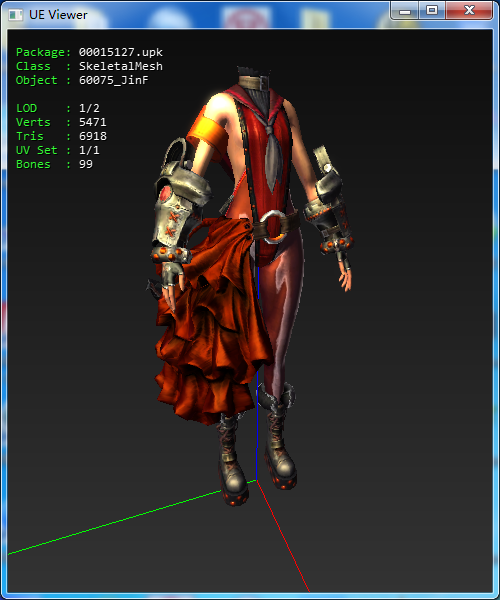 UE Viewer
Package: 00015127.upk
Class : SkeletalMesh
Object : 60075_JinF
LOD : 1/2
Verts : 5471
Tris : 6918
UV Set : 1/1
Bones : 99